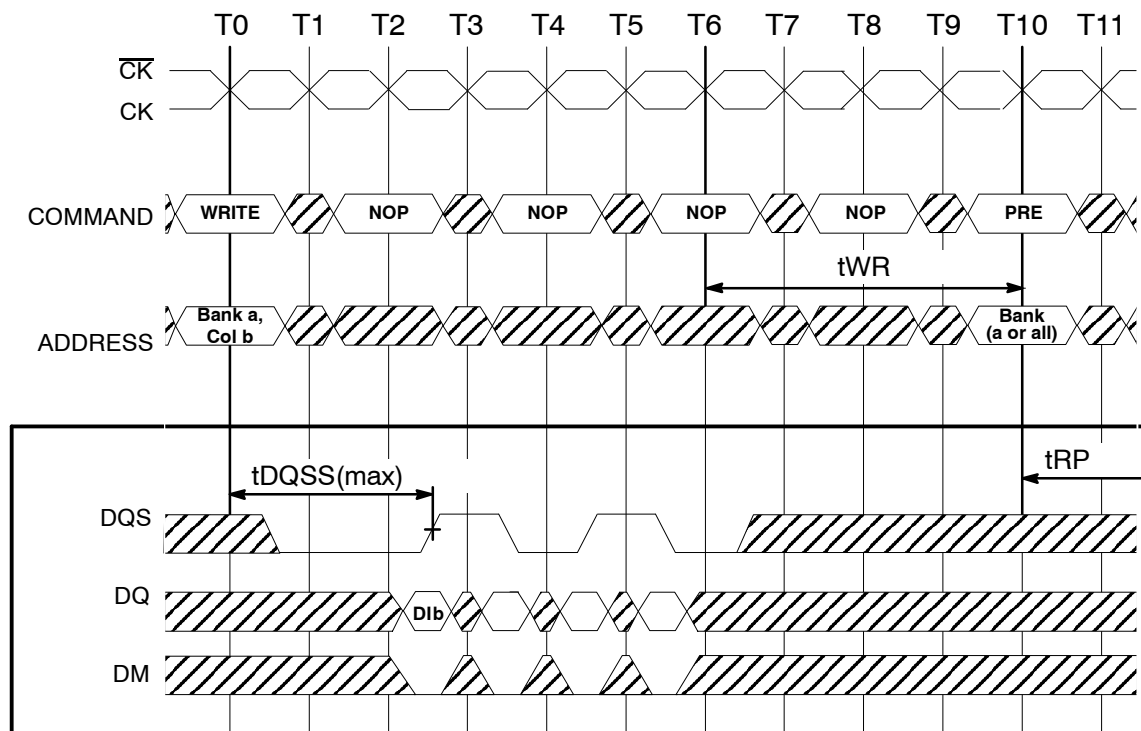 T0 T1 T2 T3 T4 T5 T6 T7 T8 T9 T10 T11
CK
CK
COMMAND WRITE NOP NOP NOP NOP PRE
tWR
ADDRESS Bank a, Col b Bank (a or all)
tDQSS(max) tRP
DQS
DQ DIb
DM